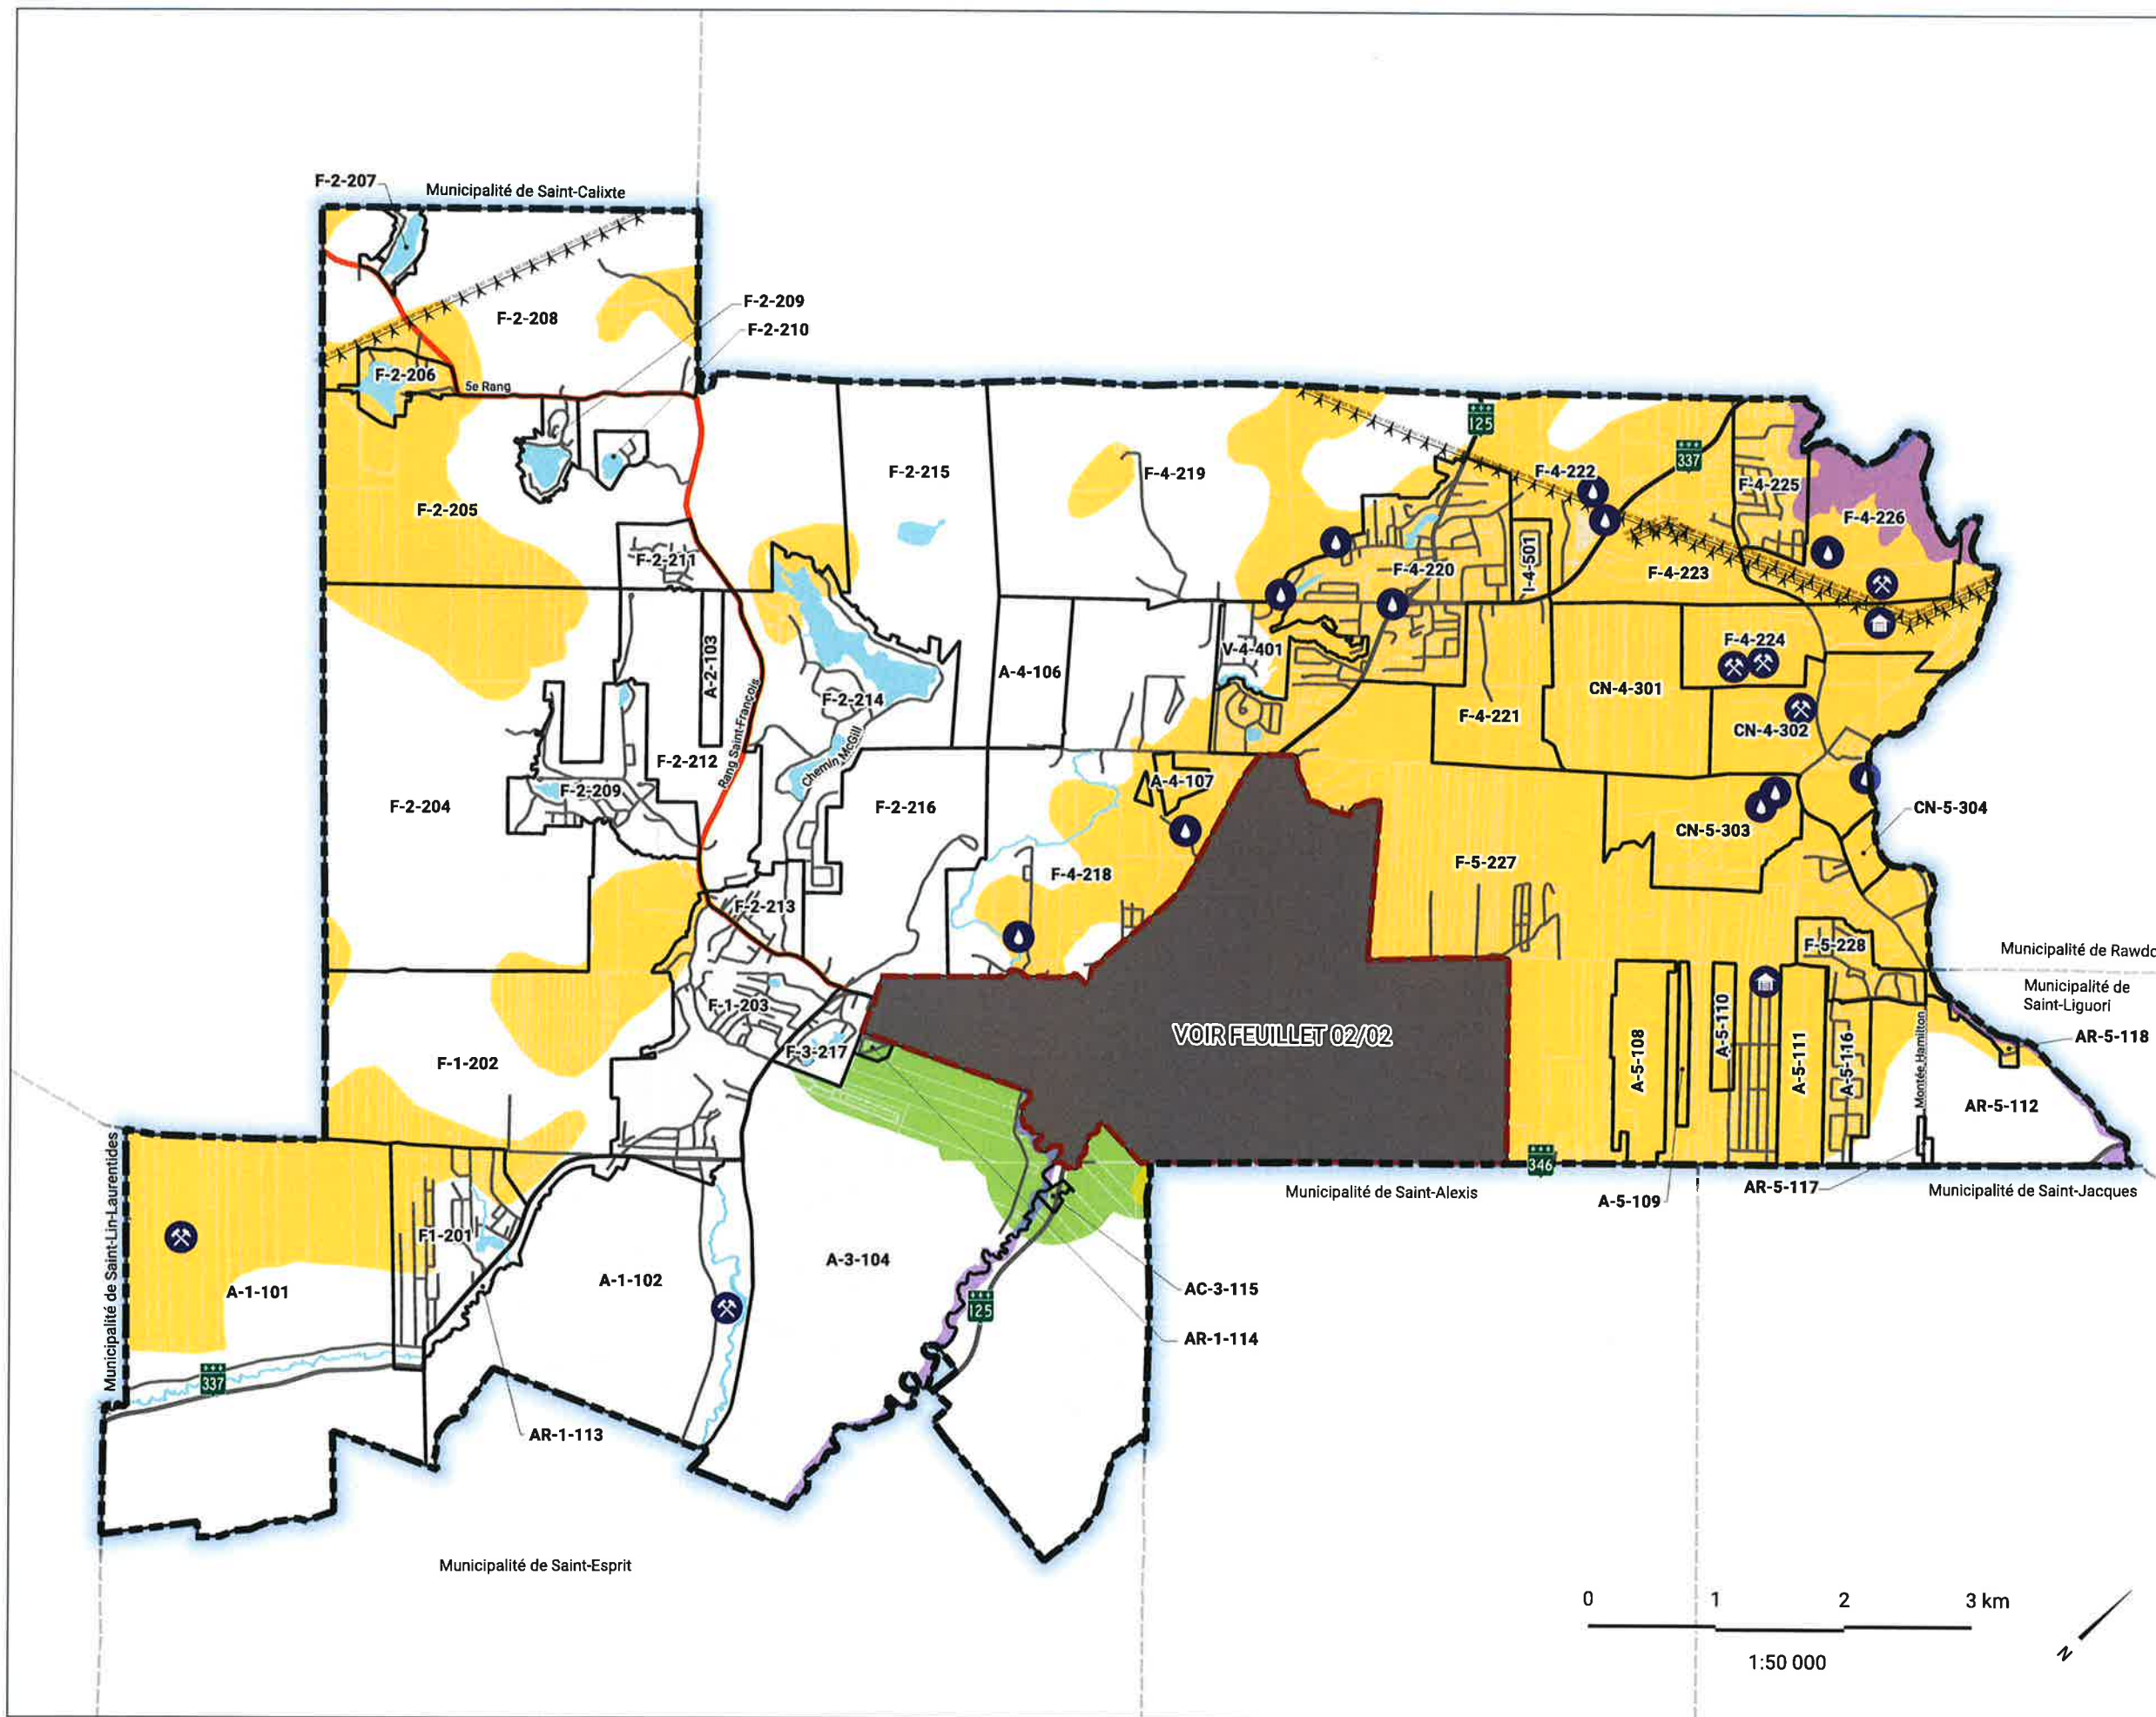 F-2-207
Municipalité de Saint-Calixte
F-2-209
F-2-208
F-2-210
F-2-206
5e Rang
125
337
F-2-215
F-4-219
F-4-222
F-4-225
F-2-205
F-4-226
F-2-211
F-4-220
I-4-501
F-4-223
A-2-103
V-4-401
F-4-224
A-4-106
CN-4-301
F-2-214
F-4-221
Rang Saint-François
CN-4-302
Chemin McGill
F-2-212
A-4-107
F-2-209
F-2-204
F-2-216
CN-5-304
CN-5-303
F-5-227
F-4-218
F-2-213
F-5-228
Municipalité de Rawdo
Municipalité de
Saint-Liguori
F-1-203
A-5-110
VOIR FEUILLET 02/02
AR-5-118
F-3-217
A-5-108
A-5-111
A-5-116
Montée Hamilton
F-1-202
AR-5-112
346
Municipalité de Saint-Lin-Laurentides
Municipalité de Saint-Alexis
A-5-109
AR-5-117
Municipalité de Saint-Jacques
F1-201
A-3-104
A-1-102
A-1-101
AC-3-115
125
AR-1-114
337
AR-1-113
Municipalité de Saint-Esprit
0 1 2 3 km
1:50 000
N